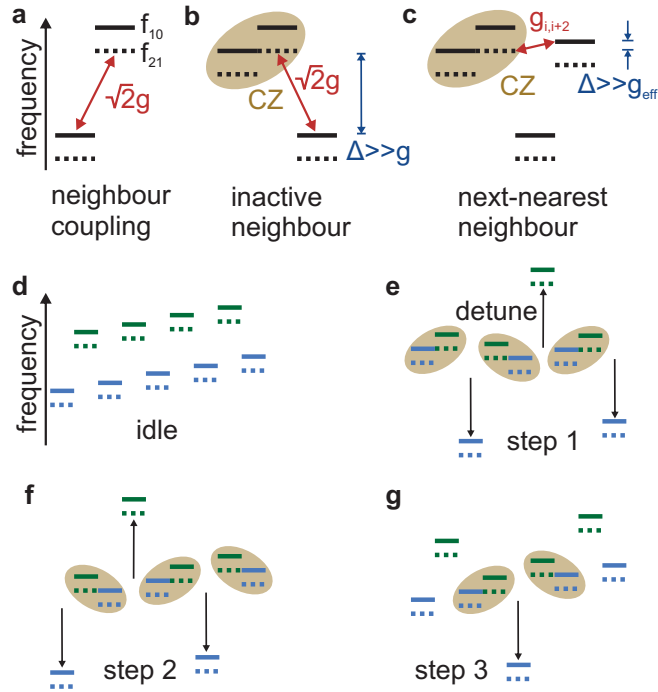 a
f10
f21
√2g
frequency
neighbour
coupling
b
CZ
√2g
Δ>>g
inactive
neighbour
c
gi,i+2
CZ
Δ>>geff
next-nearest
neighbour
d
frequency
idle
e
detune
step 1
f
step 2
g
step 3